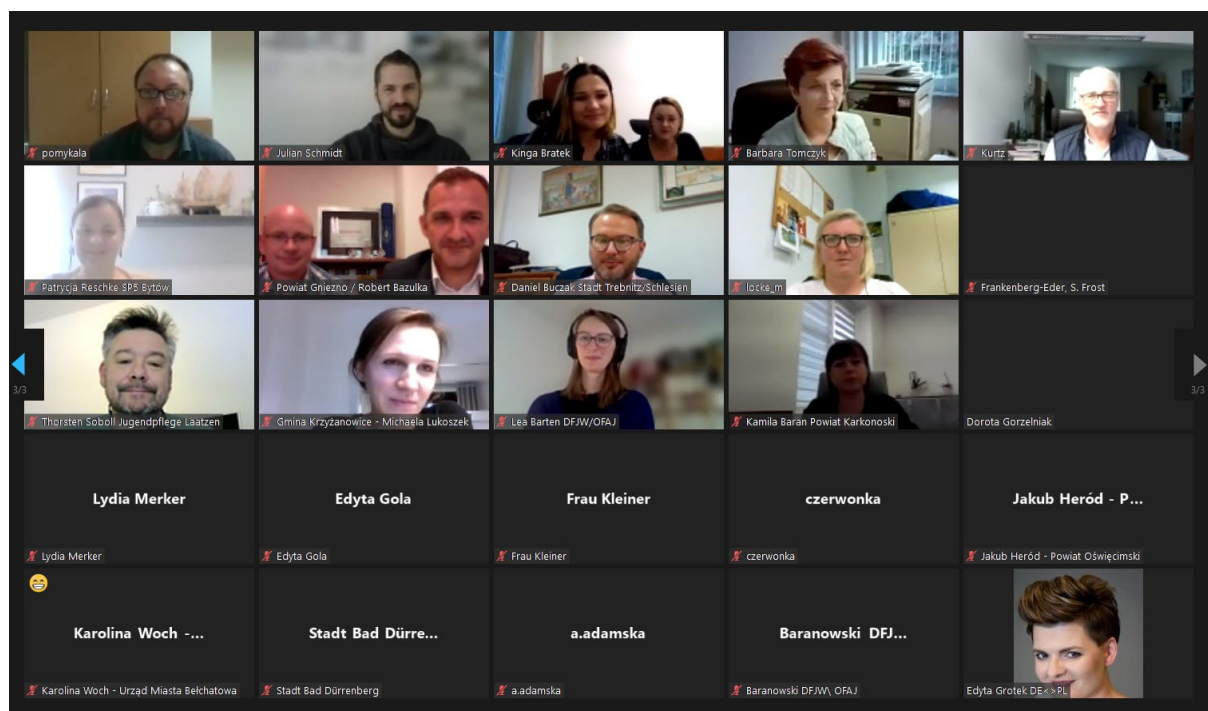 pomykala
Julian Schmidt
Kinga Bratek
Barbara Tomczyk
Kurtz
Patrycja Reschke SP5 Bytów
Powiat Gniezno / Robert Bazulka
Daniel Buczak Stadt Trebnitz/Schlesien
locke_m
Frankenberg-Eder, S. Frost
3/3
3/3
Thorsten Soboll Jugendpflege Laatzen
Gmina Krzyżanowice - Michaela Lukoszek
Lea Barten DFJW/OFAJ
Kamila Baran Powiat Karkonoski
Dorota Gorzelniak
Lydia Merker
Edyta Gola
Frau Kleiner
czerwonka
Jakub Heród - P...
Lydia Merker
Edyta Gola
Frau Kleiner
czerwonka
Jakub Heród - Powiat Oświęcimski
Karolina Woch -...
Stadt Bad Dürre...
a.adamska
Baranowski DFJ...
Karolina Woch - Urząd Miasta Bełchatowa
Stadt Bad Dürrenberg
a.adamska
Baranowski DFJW\ OFAJ
Edyta Grotek DE<>PL